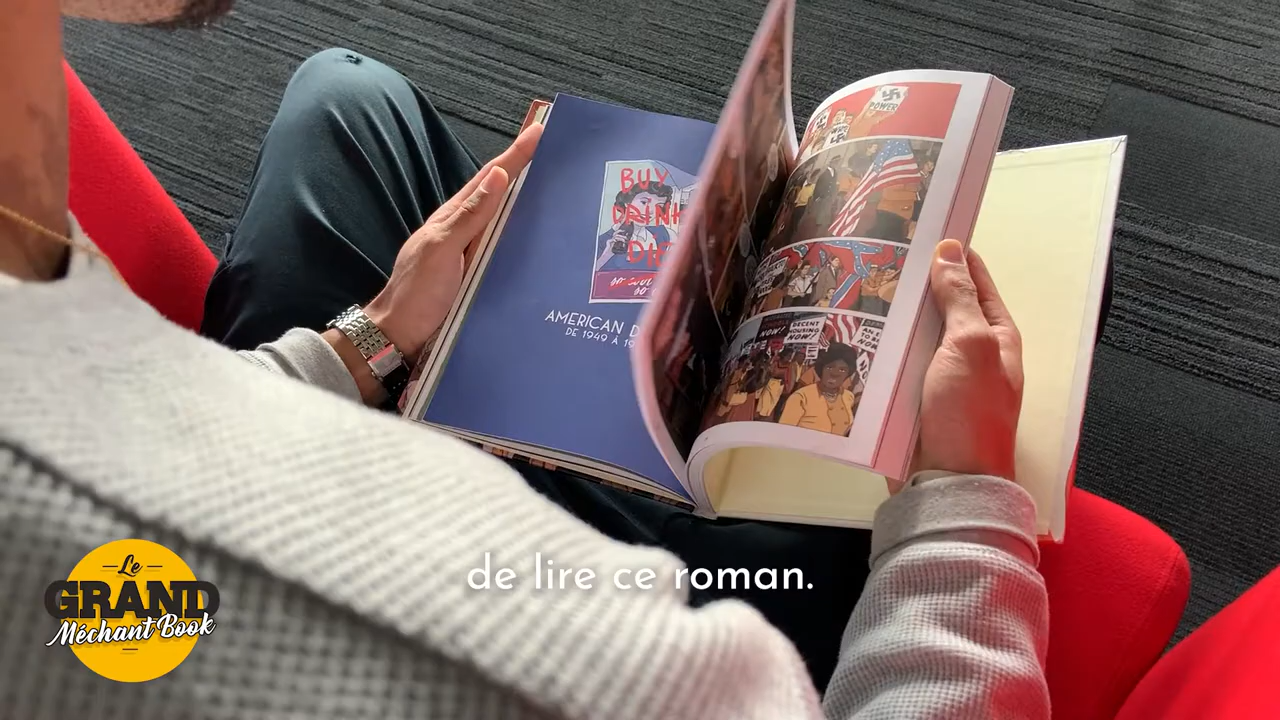 BUY
DRINK
DIE
AMERICAN D
DE 1949 À 19
POWER
NOW!
DECENT
HOUSING
NOW!
de lire ce roman.
Le
GRAND
Méchant Book